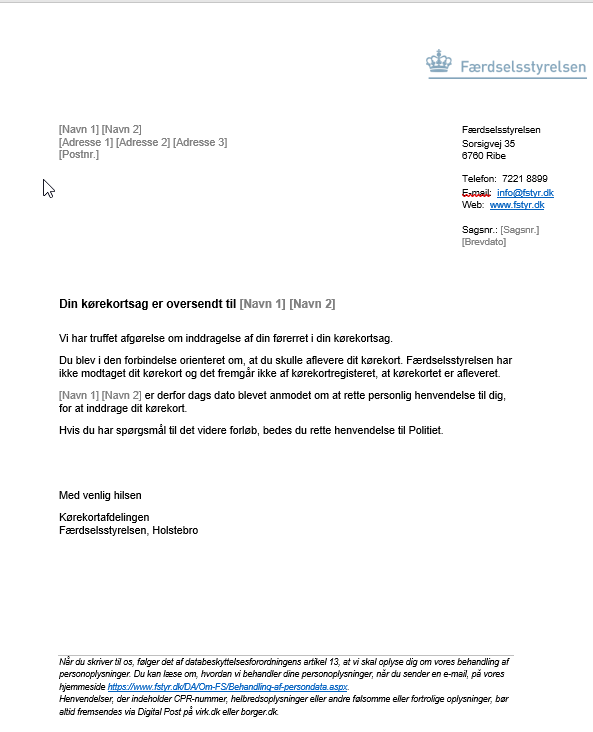 Færdselsstyrelsen
[Navn 1] [Navn 2]
[Adresse 1] [Adresse 2] [Adresse 3]
[Postnr.]
Færdselsstyrelsen
Sorsigvej 35
6760 Ribe
Telefon: 7221 8899
E-mail: info@fstyr.dk
Web: www.fstyr.dk
Sagsnr.: [Sagsnr.]
[Brevdato]
Din kørekortsag er oversendt til [Navn 1] [Navn 2]
Vi har truffet afgørelse om inddragelse af din førerret i din kørekortsag.
Du blev i den forbindelse orienteret om, at du skulle aflevere dit kørekort. Færdselsstyrelsen har
ikke modtaget dit kørekort og det fremgår ikke af kørekortregisteret, at kørekortet er afleveret.
[Navn 1] [Navn 2] er derfor dags dato blevet anmodet om at rette personlig henvendelse til dig,
for at inddrage dit kørekort.
Hvis du har spørgsmål til det videre forløb, bedes du rette henvendelse til Politiet.
Med venlig hilsen
Kørekortafdelingen
Færdselsstyrelsen, Holstebro
Når du skriver til os, følger det af databeskyttelsesforordningens artikel 13, at vi skal oplyse dig om vores behandling af
personoplysninger. Du kan læse om, hvordan vi behandler dine personoplysninger, når du sender en e-mail, på vores
hjemmeside https://www.fstyr.dk/DA/Om-FS/Behandling-af-persondata.aspx.
Henvendelser, der indeholder CPR-nummer, helbredsoplysninger eller andre følsomme eller fortrolige oplysninger, bør
altid fremsendes via Digital Post på virk.dk eller borger.dk.